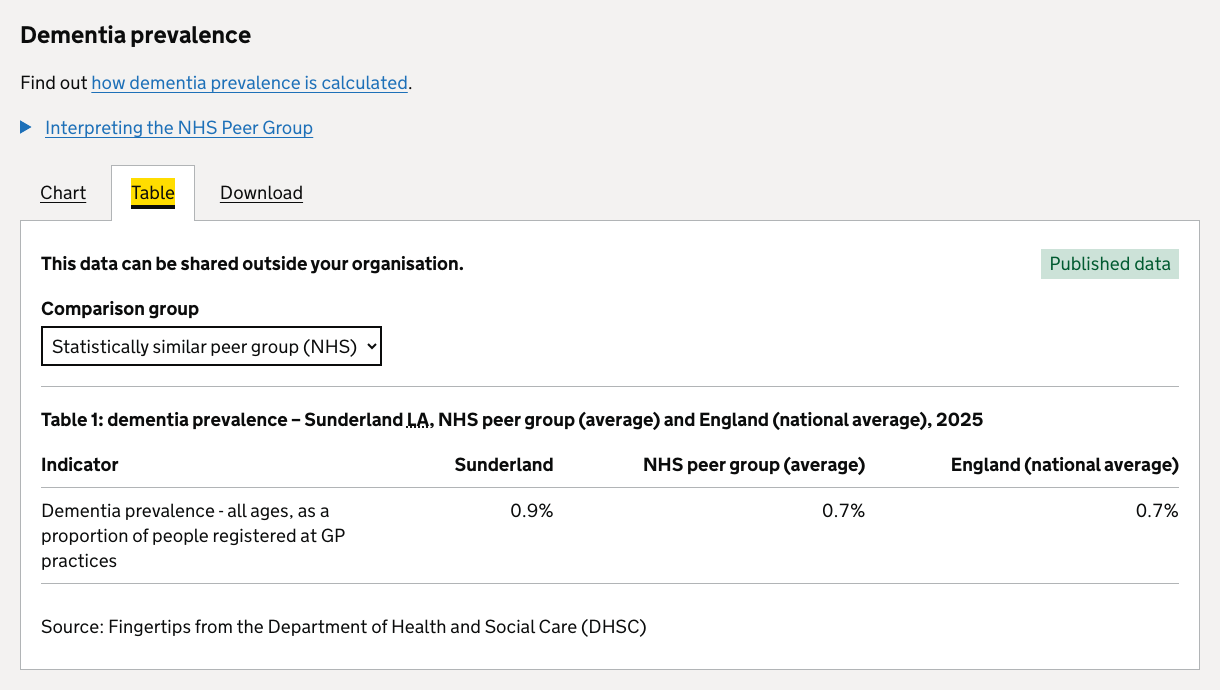 Dementia prevalence
Find out how dementia prevalence is calculated.
Interpreting the NHS Peer Group
Chart
Table
Download
This data can be shared outside your organisation.
Published data
Comparison group
Statistically similar peer group (NHS)
Table 1: dementia prevalence – Sunderland LA, NHS peer group (average) and England (national average), 2025
Indicator Sunderland NHS peer group (average) England (national average)
Dementia prevalence - all ages, as a 0.9% 0.7% 0.7%
proportion of people registered at GP
practices
Source: Fingertips from the Department of Health and Social Care (DHSC)